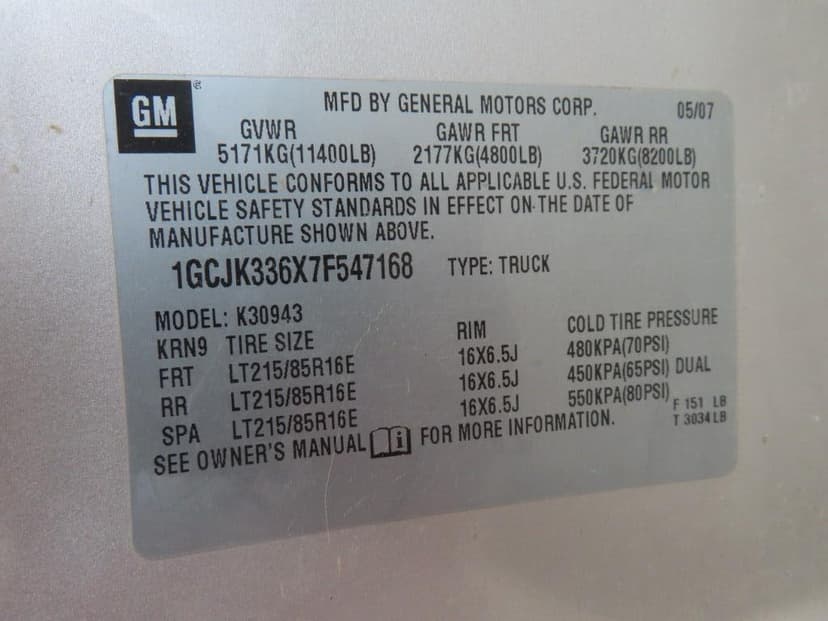 GM ®
MFD BY GENERAL MOTORS CORP. 05/07
GVWR GAWR FRT GAWR RR
5171KG(11400LB) 2177KG(4800LB) 3720KG(8200LB)
THIS VEHICLE CONFORMS TO ALL APPLICABLE U.S. FEDERAL MOTOR
VEHICLE SAFETY STANDARDS IN EFFECT ON THE DATE OF
MANUFACTURE SHOWN ABOVE.
1GCJK336X7F547168 TYPE: TRUCK
MODEL: K30943
KRN9 TIRE SIZE RIM COLD TIRE PRESSURE
FRT LT215/85R16E 16X6.5J 480KPA(70PSI)
RR LT215/85R16E 16X6.5J 450KPA(65PSI) DUAL
SPA LT215/85R16E 16X6.5J 550KPA(80PSI)
SEE OWNER'S MANUAL i FOR MORE INFORMATION.
F 151 LB
T 3034 LB